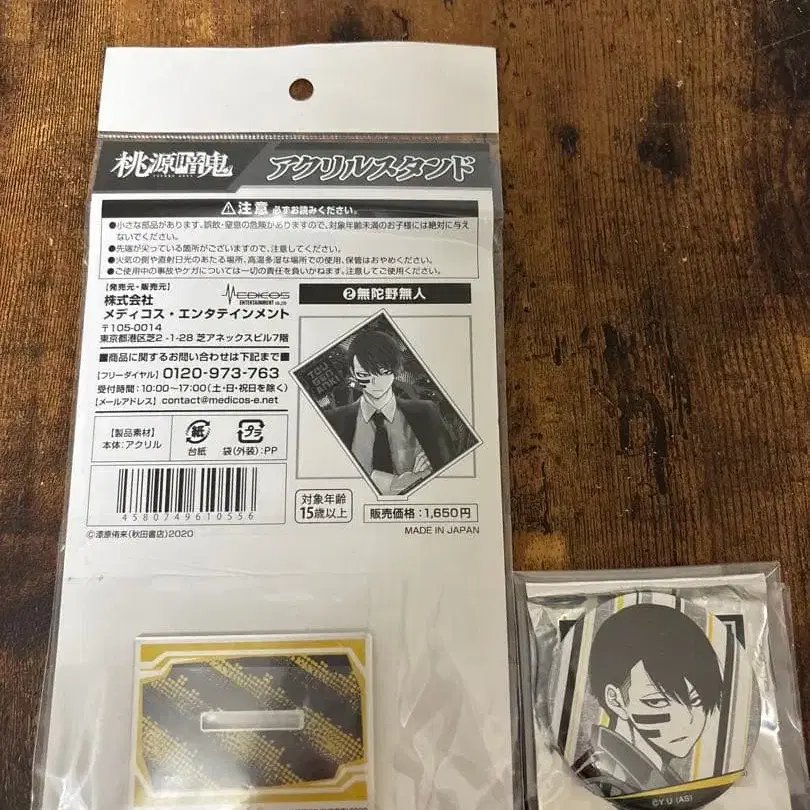 桃源暗鬼
アクリルスタンド
⚠注意 必ずお読みください。
●小さな部品があります。誤飲・窒息の危険がありますので、対象年齢未満のお子様には絶対に与え
ないでください。
●先端が尖っている箇所がございますので、注意してください。
●火気の側や直射日光のあたる場所、高温多湿な場所での使用、保管はおやめください。
●ご使用中の事故やケガについては一切の責任を負いかねます。注意してご使用ください。
【発売元・販売元】
株式会社
メディコス・エンタテインメント
MEDICOS
ENTERTAINMENT CO.,LTD
〒105-0014
東京都港区芝2-1-28 芝アネックスビル7階
■商品に関するお問い合わせは下記まで■
【フリーダイヤル】0120-973-763
受付時間:10:00〜17:00(土・日・祝日を除く)
【メールアドレス】contact@medicos-e.net
【製品素材】
本体:アクリル
紙
台紙
プラ
袋(外装):PP
4580749610556
©漆原侑来(秋田書店)2020
❷無陀野無人
TOU
GEN
ANKI
対象年齢
15歳以上
販売価格:1,650円
MADE IN JAPAN
©Y.U (AS)